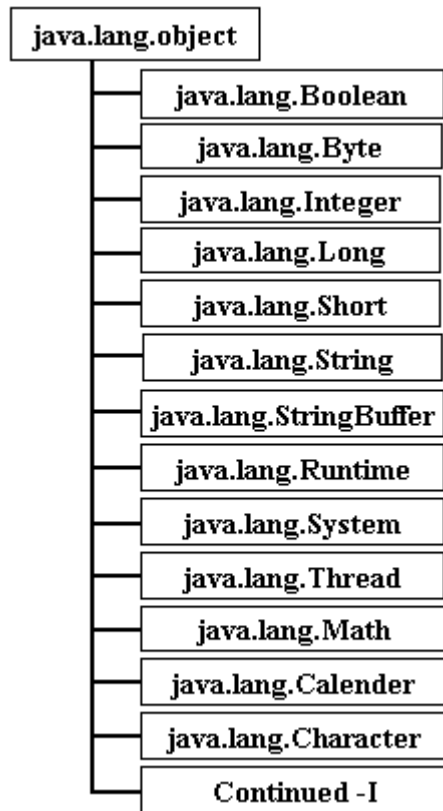 java.lang.object
java.lang.Boolean
java.lang.Byte
java.lang.Integer
java.lang.Long
java.lang.Short
java.lang.String
java.lang.StringBuffer
java.lang.Runtime
java.lang.System
java.lang.Thread
java.lang.Math
java.lang.Calender
java.lang.Character
Continued -I